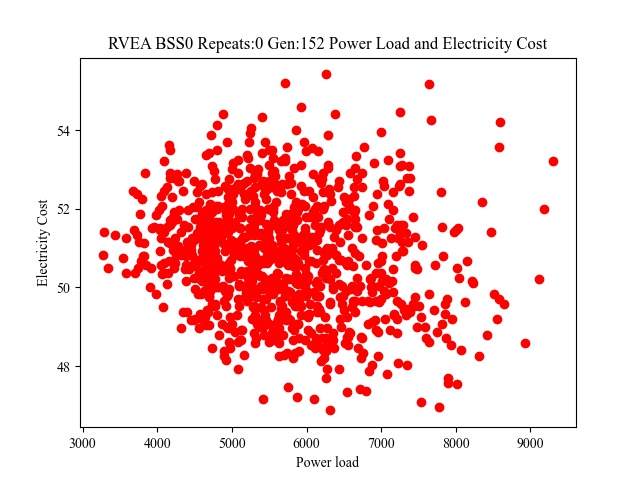 RVEA BSS0 Repeats:0 Gen:152 Power Load and Electricity Cost
Electricity Cost
54
52
50
48
3000 4000 5000 6000 7000 8000 9000
Power load